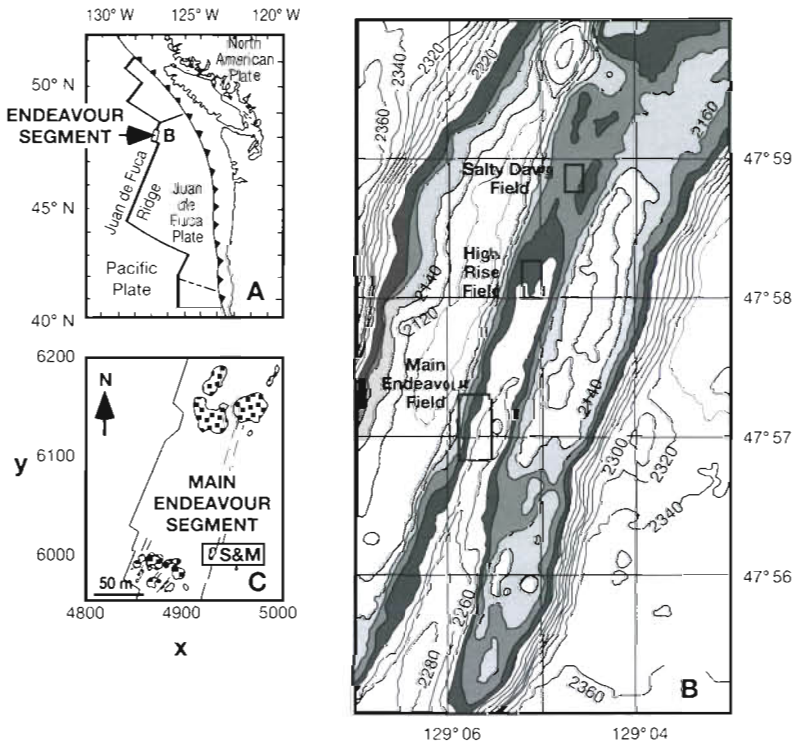 130° W 125° W 120° W
North
American
Plate
50° N
ENDEAVOUR
SEGMENT
B
Juan de Fuca
Ridge
Juan
de
Fuca
Plate
45° N
Pacific
Plate
A
40° N
6200
N
6100
y
MAIN
ENDEAVOUR
SEGMENT
6000
S&M
50 m
C
4800 4900 5000
x
2340
2320
2220
2360
2160
47° 59
Salty Dawg
Field
High
Rise
Field
2140
47° 58
2120
Main
Endeavour
Field
2140
47° 57
2300
2320
2340
47° 56
2260
2280
2360
B
129° 06 129° 04